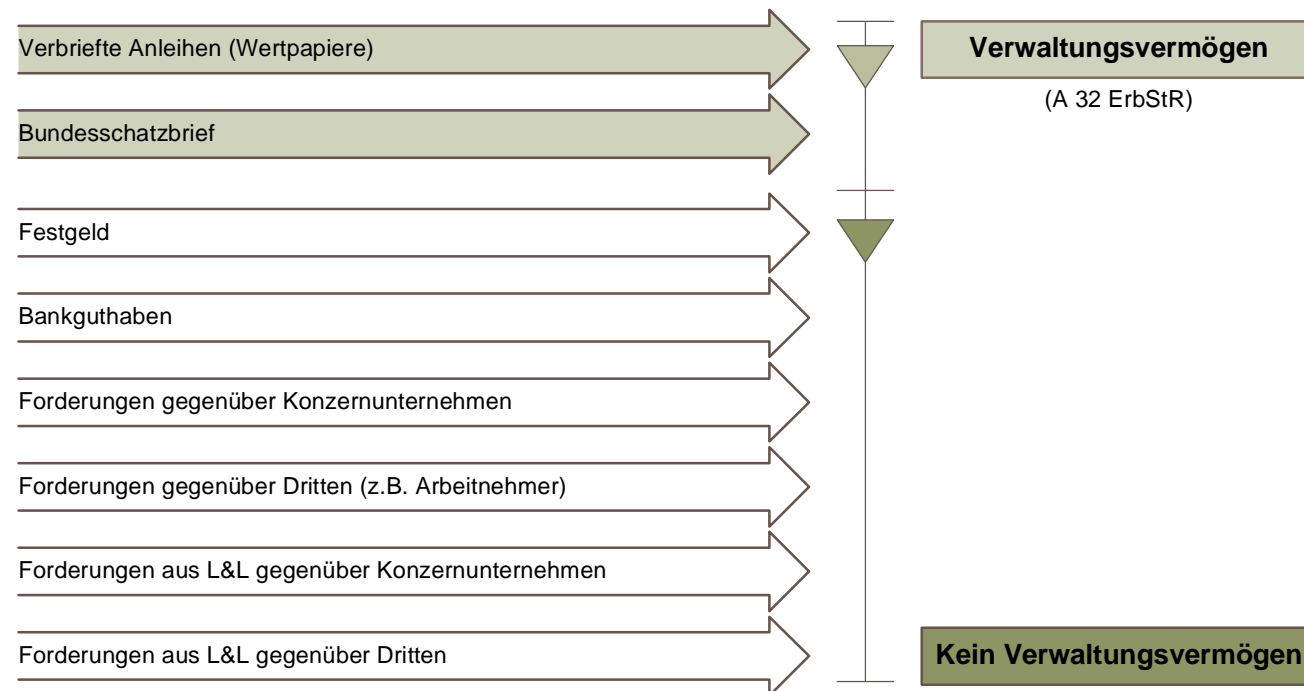 Verbriefte Anleihen (Wertpapiere)
Verwaltungsvermögen
(A 32 ErbStR)
Bundesschatzbrief
Festgeld
Bankguthaben
Forderungen gegenüber Konzernunternehmen
Forderungen gegenüber Dritten (z.B. Arbeitnehmer)
Forderungen aus L&L gegenüber Konzernunternehmen
Forderungen aus L&L gegenüber Dritten
Kein Verwaltungsvermögen